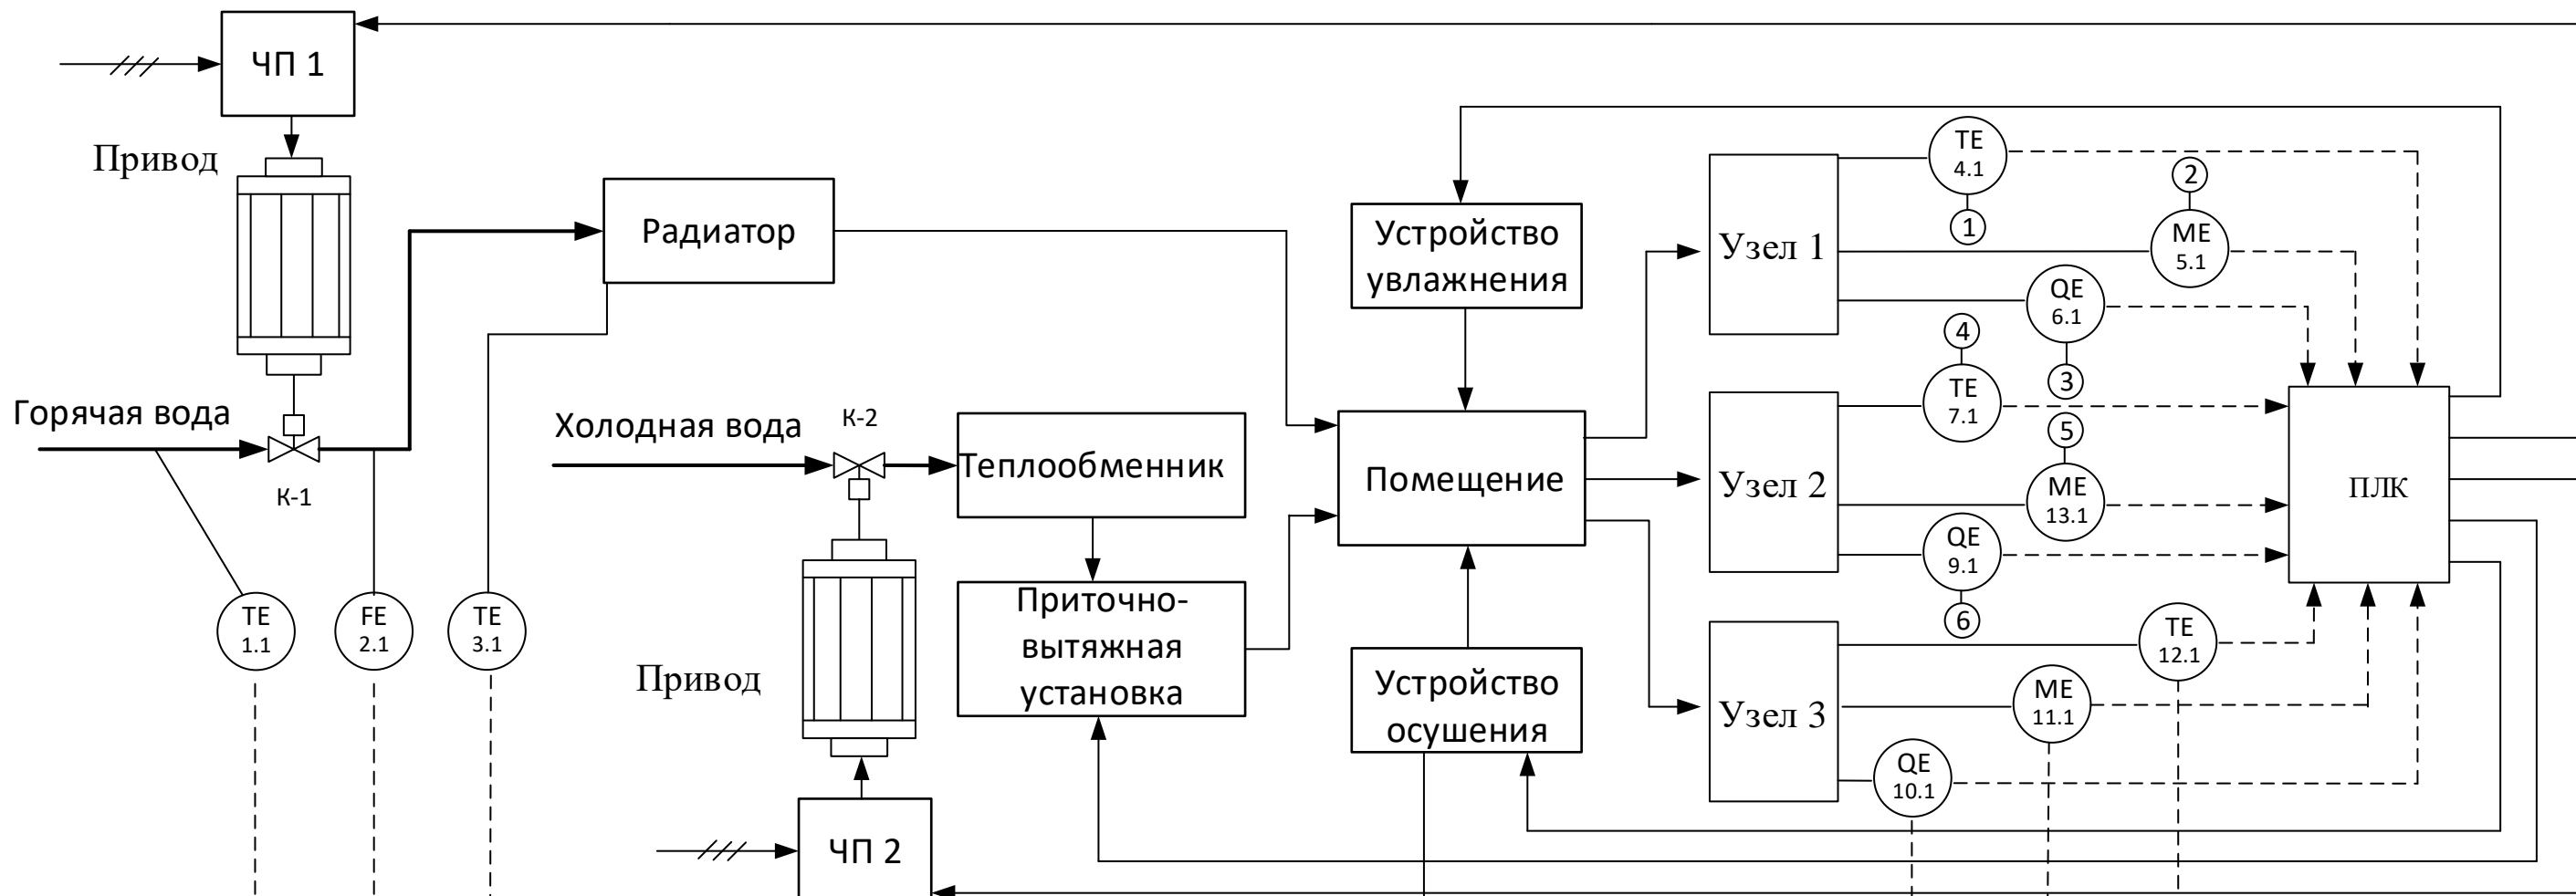 ЧП 1
Привод
Горячая вода
К-1
TE
1.1
FE
2.1
TE
3.1
Радиатор
Холодная вода
К-2
Теплообменник
Приточно-
вытяжная
установка
Привод
ЧП 2
Устройство
увлажнения
Помещение
Устройство
осушения
Узел 1
TE
4.1
1
2
ME
5.1
QE
6.1
3
Узел 2
4
TE
7.1
5
ME
13.1
QE
9.1
6
Узел 3
TE
12.1
ME
11.1
QE
10.1
ПЛК